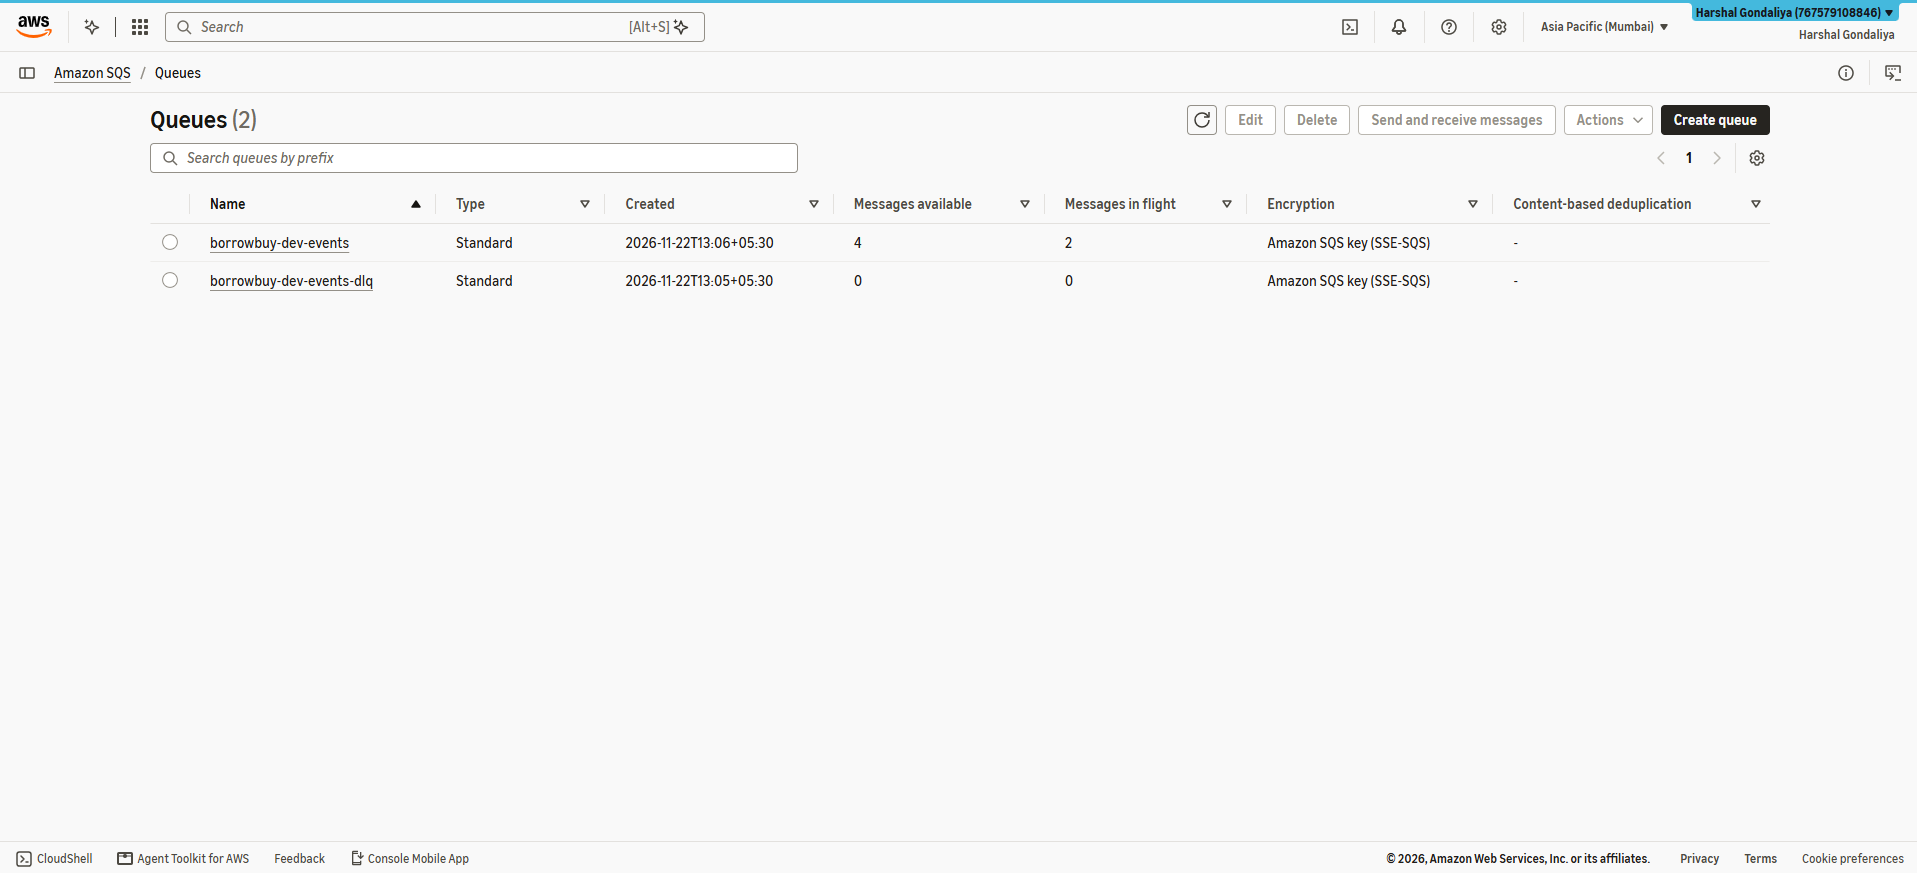 aws
Search [Alt+S]
Asia Pacific (Mumbai)
Harshal Gondaliya (767579108846)
Harshal Gondaliya
Amazon SQS / Queues
Queues (2)
Edit Delete Send and receive messages Actions Create queue
Search queues by prefix
1
Name Type Created Messages available Messages in flight Encryption Content-based deduplication
borrowbuy-dev-events Standard 2026-11-22T13:06+05:30 4 2 Amazon SQS key (SSE-SQS) -
borrowbuy-dev-events-dlq Standard 2026-11-22T13:05+05:30 0 0 Amazon SQS key (SSE-SQS) -
CloudShell Agent Toolkit for AWS Feedback Console Mobile App © 2026, Amazon Web Services, Inc. or its affiliates. Privacy Terms Cookie preferences